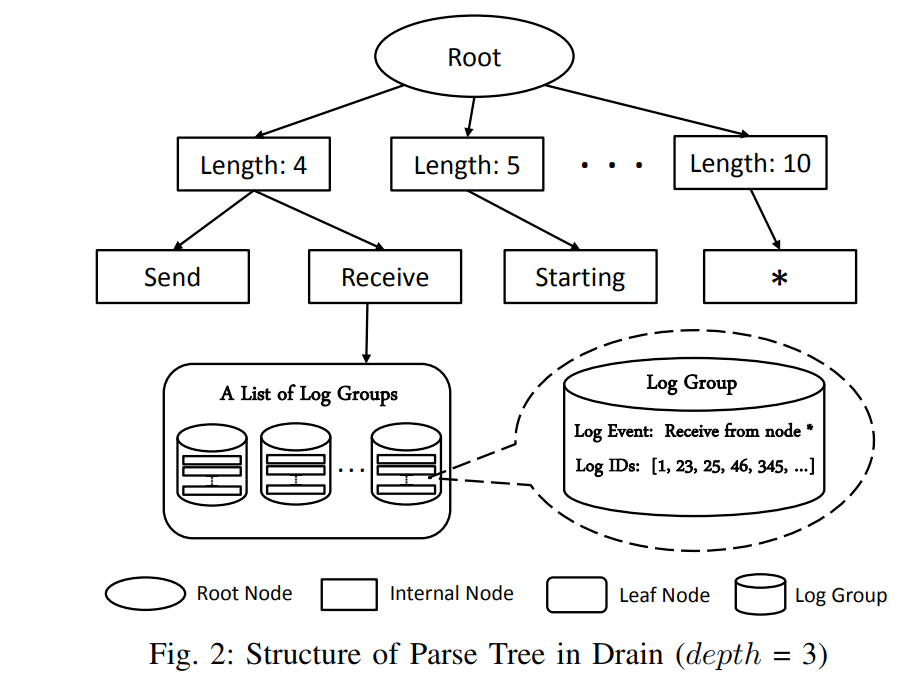 Root
Length: 4
Length: 5
. . .
Length: 10
Send
Receive
Starting
*
A List of Log Groups
...
Log Group
Log Event: Receive from node *
Log IDs: [1, 23, 25, 46, 345, ...]
Root Node
Internal Node
Leaf Node
Log Group
Fig. 2: Structure of Parse Tree in Drain (depth = 3)